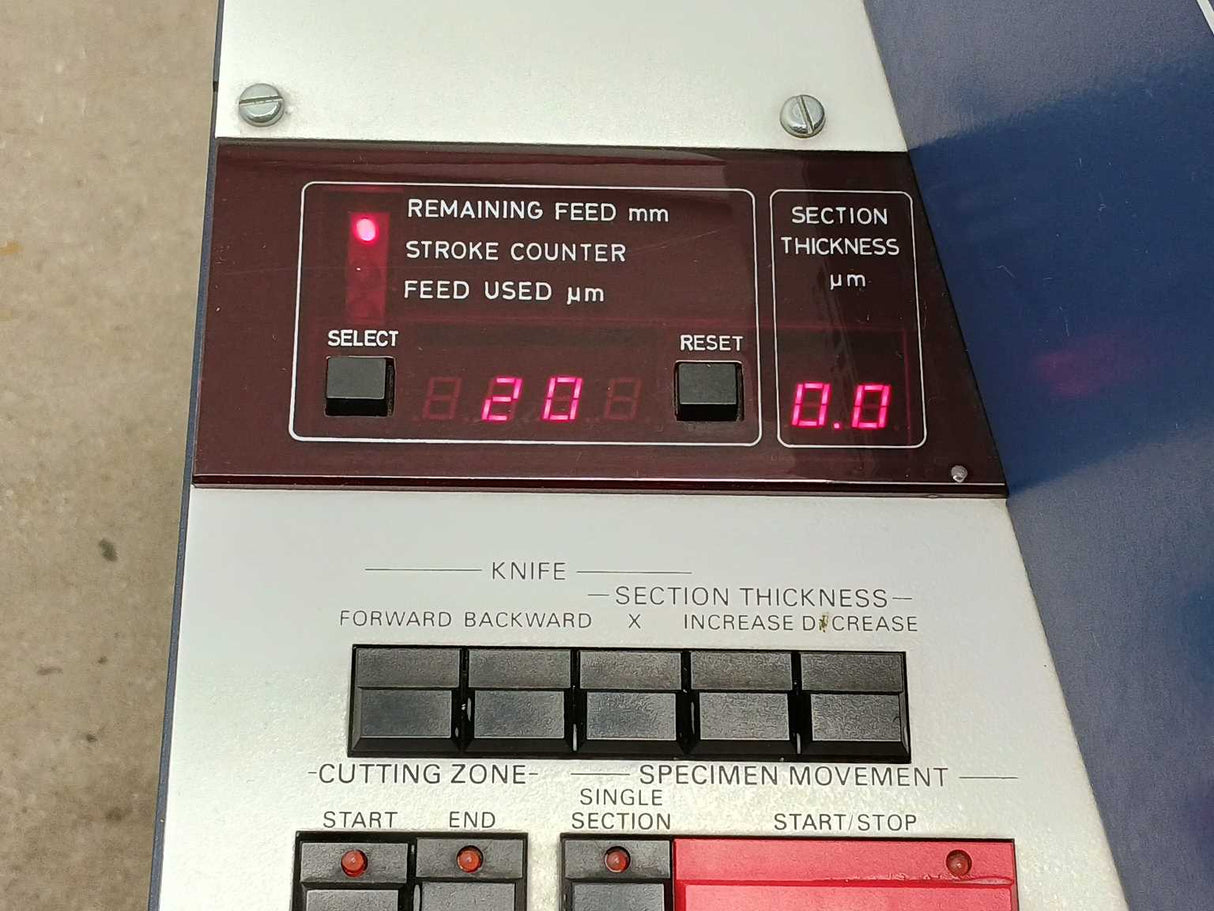 REMAINING FEED mm
STROKE COUNTER
FEED USED µm
SELECT
RESET
20
SECTION
THICKNESS
µm
0.0
KNIFE
SECTION THICKNESS
FORWARD BACKWARD X INCREASE DECREASE
CUTTING ZONE
SPECIMEN MOVEMENT
START END
SINGLE
SECTION
START/STOP